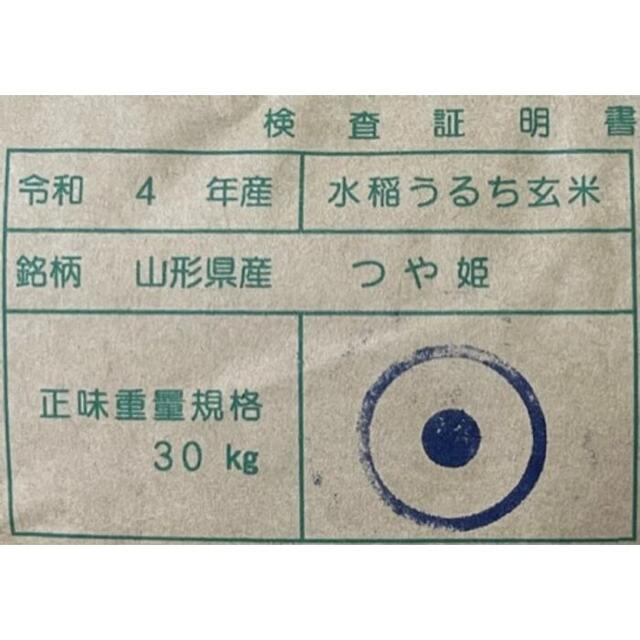 検査証明書
令和 4 年産 水稲うるち玄米
銘柄 山形県産 つや姫
正味重量規格
30 kg